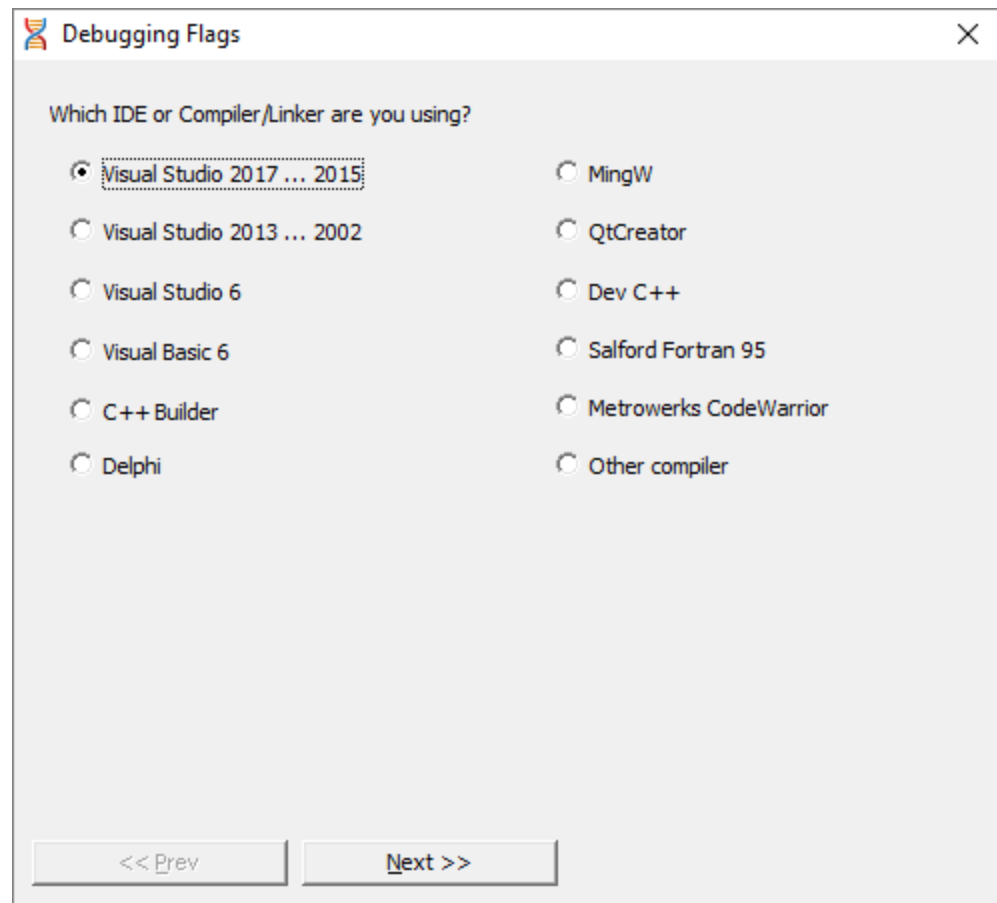 Debugging Flags
Which IDE or Compiler/Linker are you using?
Visual Studio 2017 ... 2015
Visual Studio 2013 ... 2002
Visual Studio 6
Visual Basic 6
C++ Builder
Delphi
MingW
QtCreator
Dev C++
Salford Fortran 95
Metrowerks CodeWarrior
Other compiler
<< Prev
Next >>